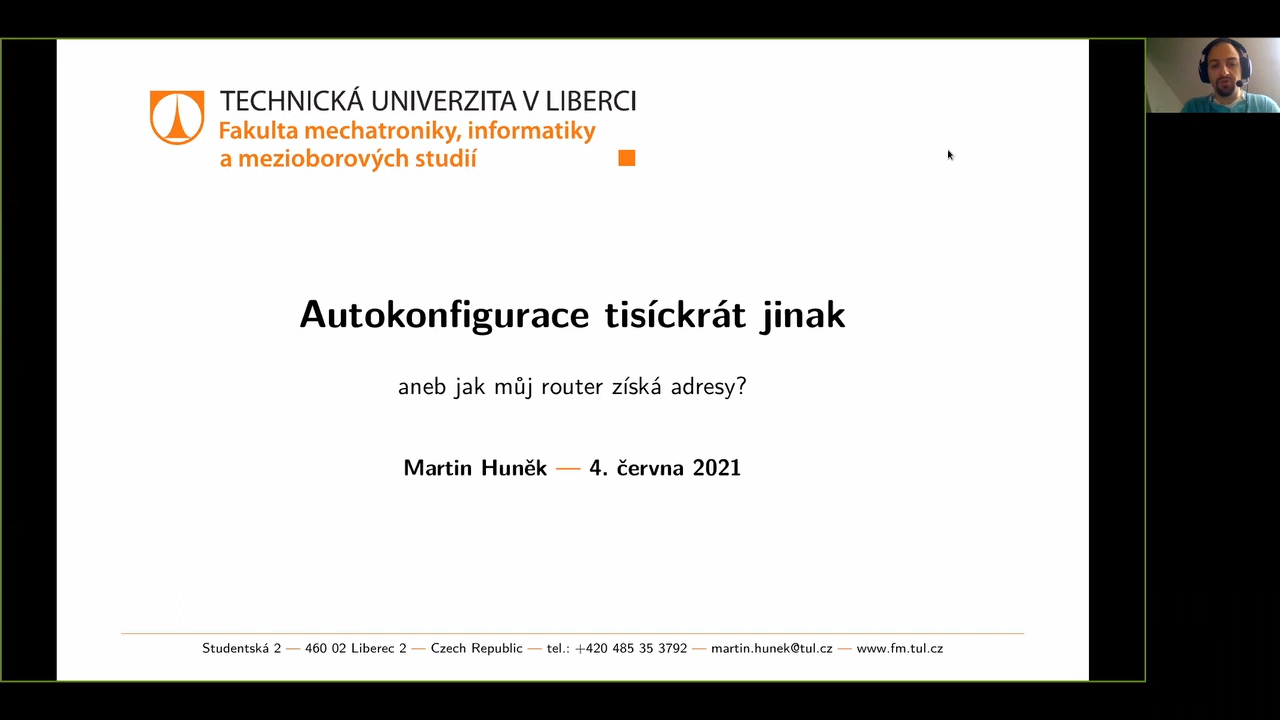 TECHNICKÁ UNIVERZITA V LIBERCI
Fakulta mechatroniky, informatiky
a mezioborových studií
Autokonfigurace tisíckrát jinak
aneb jak můj router získá adresy?
Martin Huněk — 4. června 2021
Studentská 2 — 460 02 Liberec 2 — Czech Republic — tel.: +420 485 35 3792 — martin.hunek@tul.cz — www.fm.tul.cz